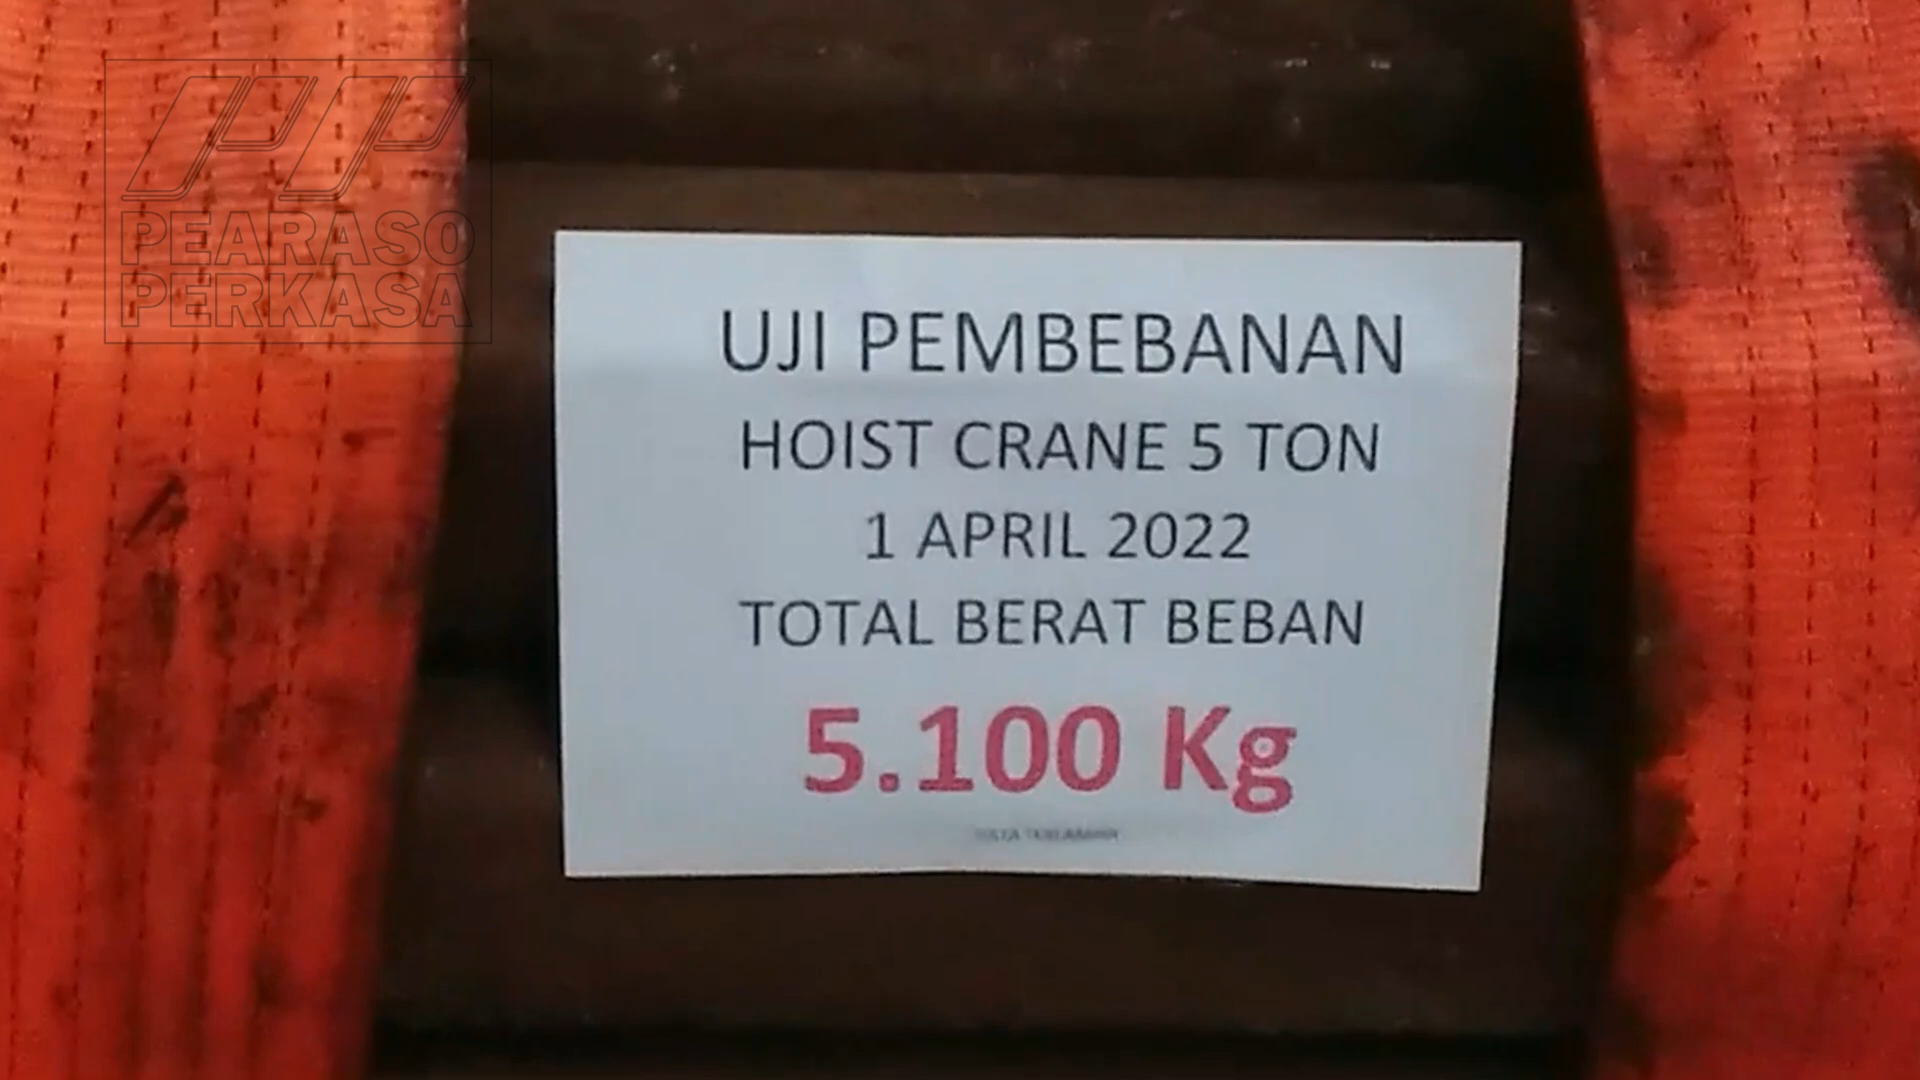 PEARASO
PERKASA
UJI PEMBEBANAN
HOIST CRANE 5 TON
1 APRIL 2022
TOTAL BERAT BEBAN
5.100 Kg